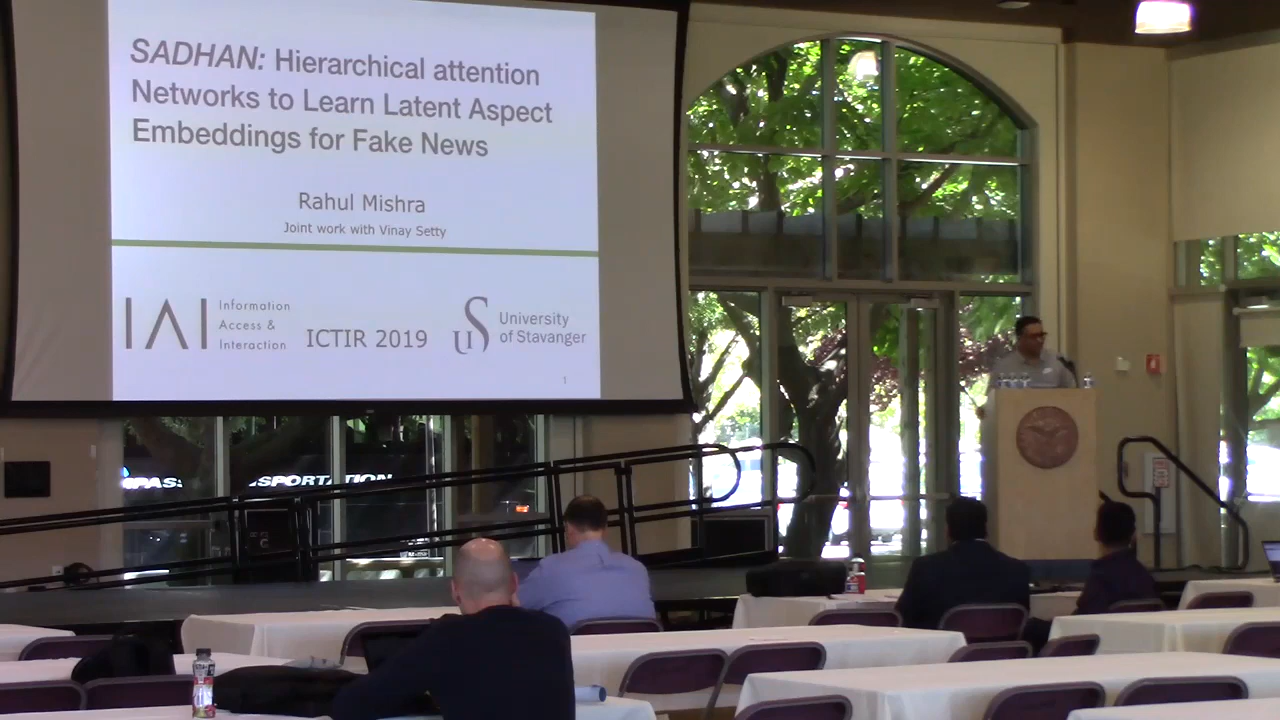 SADHAN: Hierarchical attention
Networks to Learn Latent Aspect
Embeddings for Fake News
Rahul Mishra
Joint work with Vinay Setty
IAI
Information
Access &
Interaction
ICTIR 2019
uiS
University
of Stavanger
1